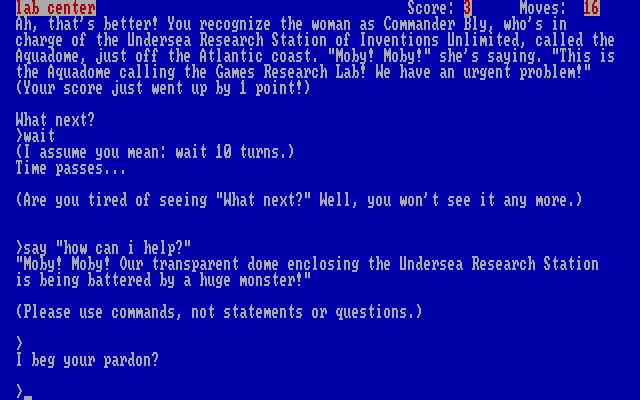 lab center Score: 3 Moves: 16
Ah, that's better! You recognize the woman as Commander Bly, who's in
charge of the Undersea Research Station of Inventions Unlimited, called the
Aquadome, just off the Atlantic coast. "Moby! Moby!" she's saying. "This is
the Aquadome calling the Games Research Lab! We have an urgent problem!"
(Your score just went up by 1 point!)
What next?
>wait
(I assume you mean: wait 10 turns.)
Time passes...
(Are you tired of seeing "What next?" Well, you won't see it any more.)
>say "how can i help?"
"Moby! Moby! Our transparent dome enclosing the Undersea Research Station
is being battered by a huge monster!"
(Please use commands, not statements or questions.)
>
I beg your pardon?
>_